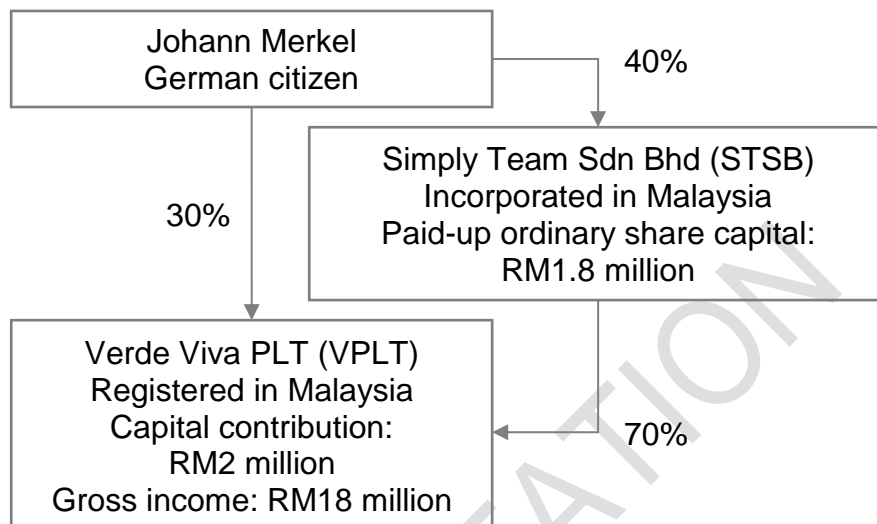 Johann Merkel
German citizen
40%
Simply Team Sdn Bhd (STSB)
Incorporated in Malaysia
Paid-up ordinary share capital:
RM1.8 million
30%
Verde Viva PLT (VPLT)
Registered in Malaysia
Capital contribution:
RM2 million
Gross income: RM18 million
70%
TATION